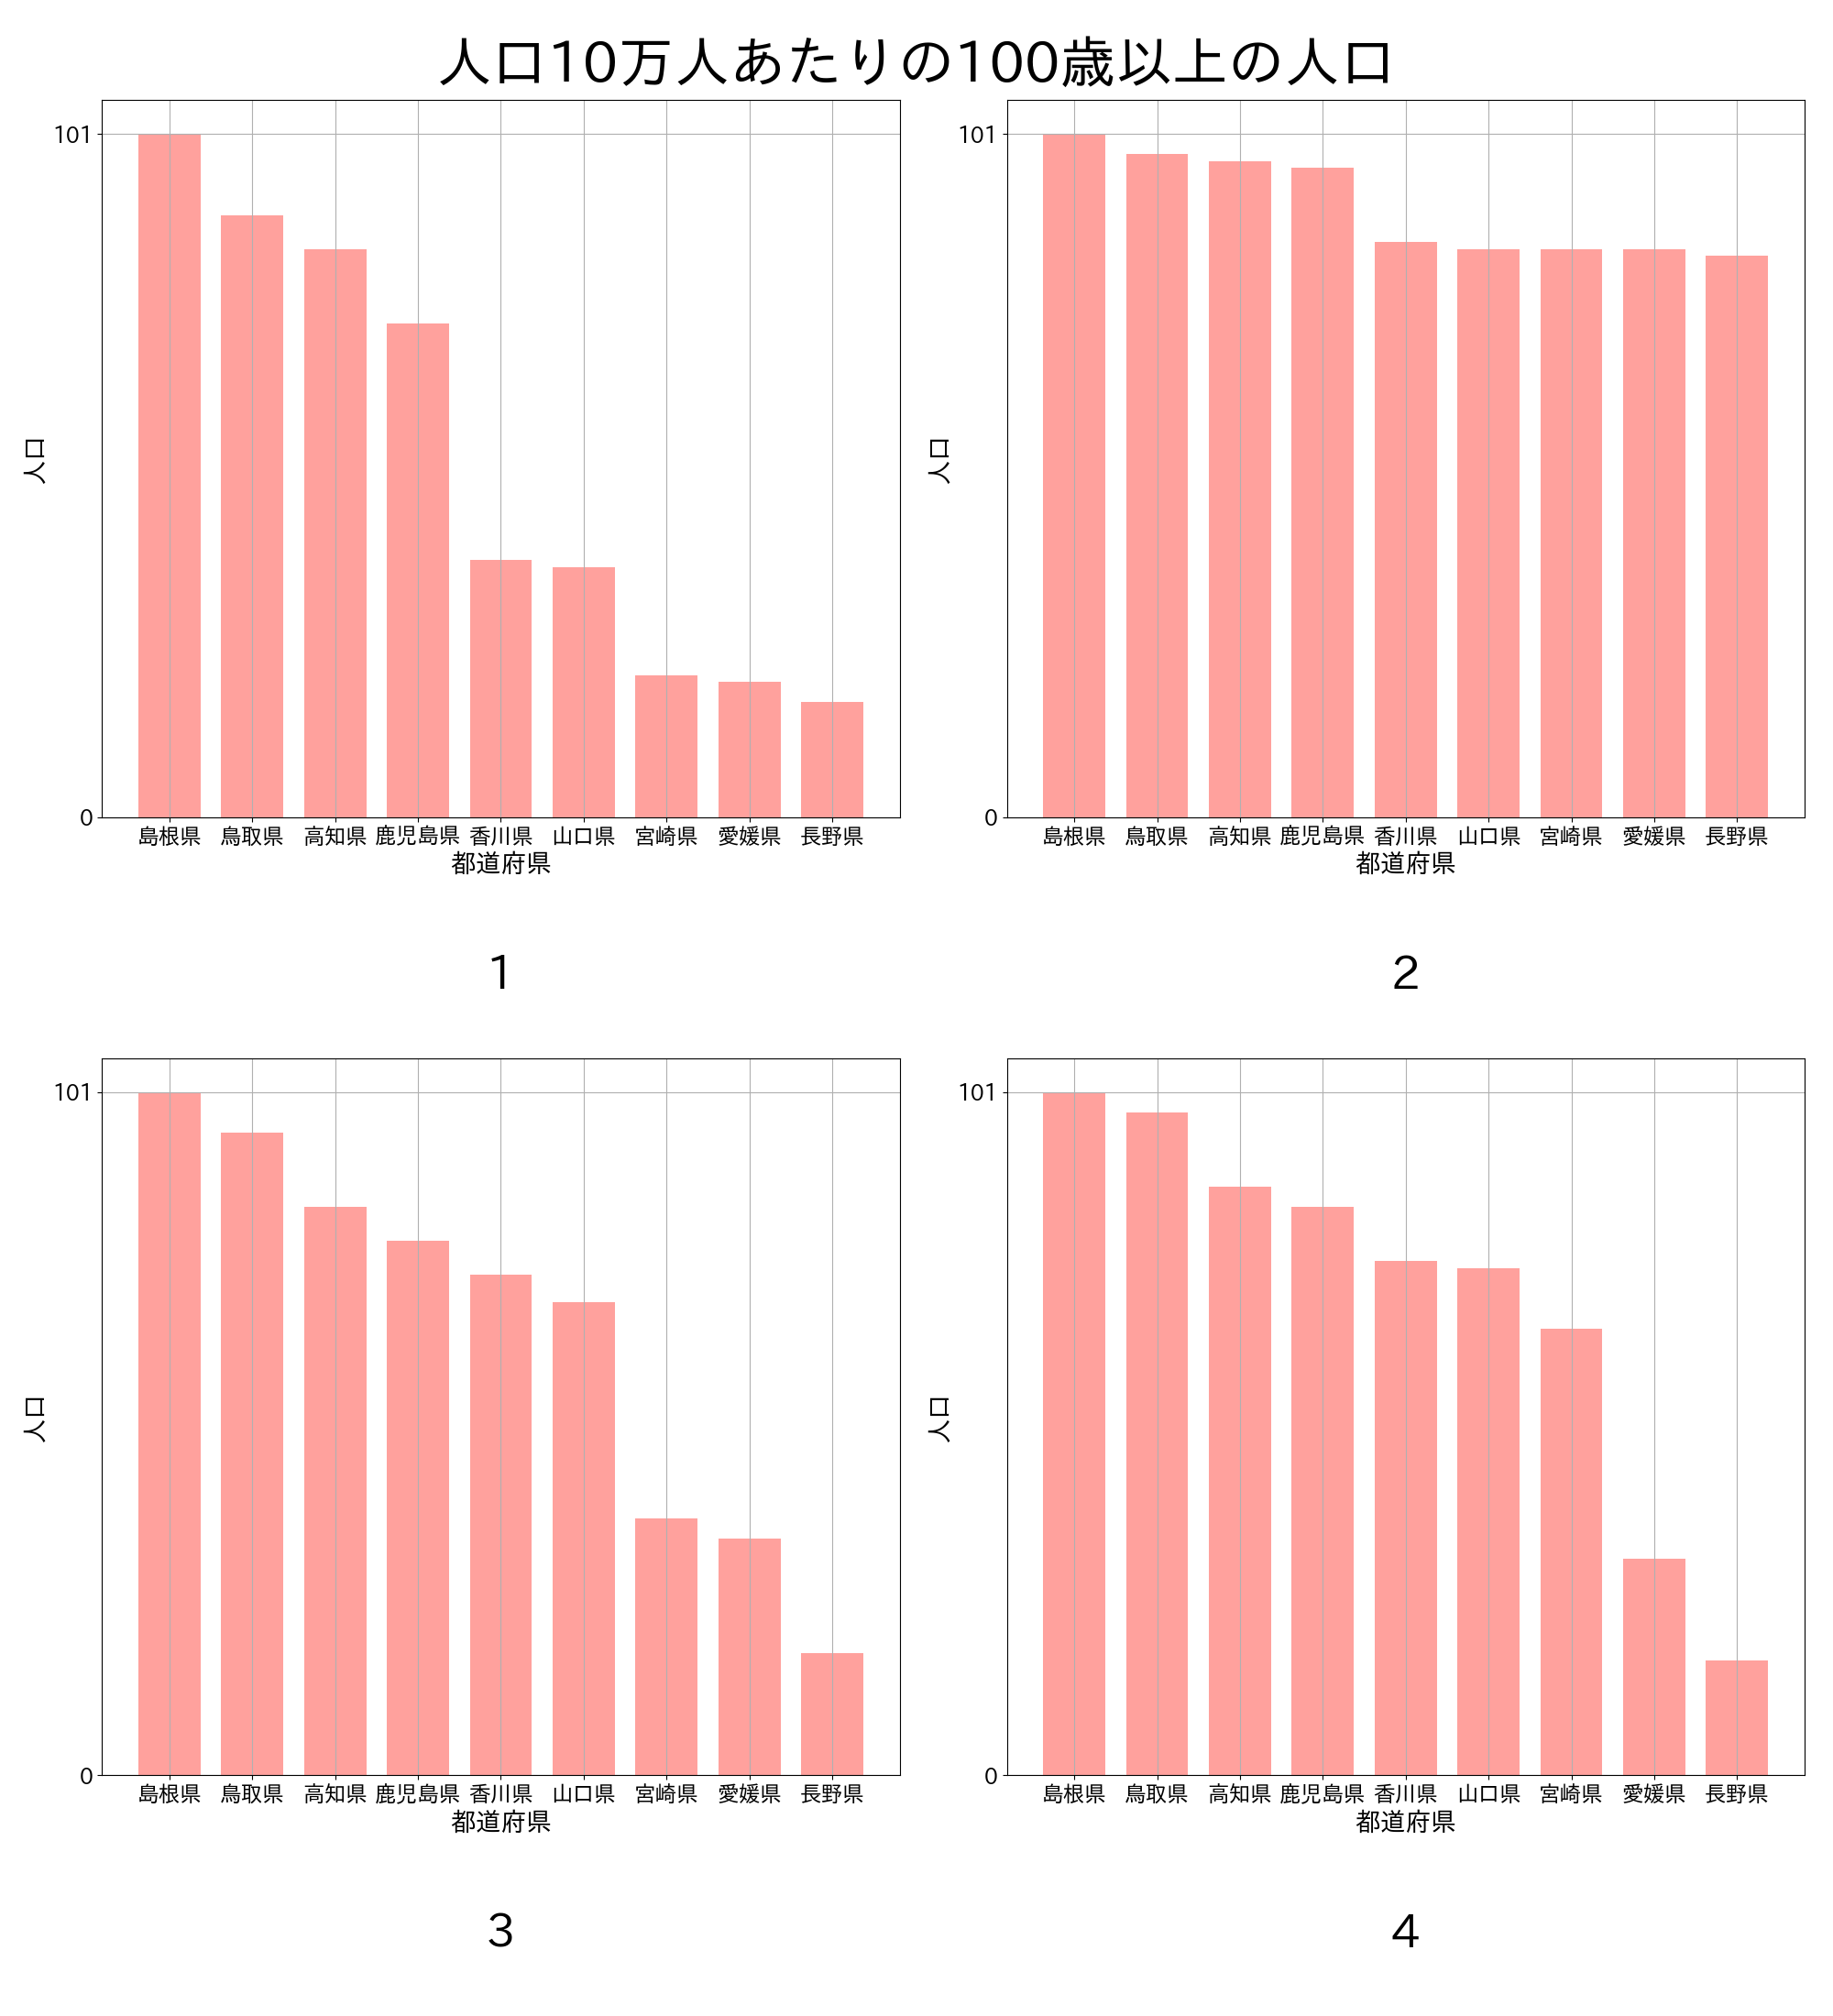 人口10万人あたりの100歳以上の人口
101
人口
0
島根県 鳥取県 高知県 鹿児島県 香川県 山口県 宮崎県 愛媛県 長野県
都道府県
1
101
人口
0
島根県 鳥取県 高知県 鹿児島県 香川県 山口県 宮崎県 愛媛県 長野県
都道府県
2
101
人口
0
島根県 鳥取県 高知県 鹿児島県 香川県 山口県 宮崎県 愛媛県 長野県
都道府県
3
101
人口
0
島根県 鳥取県 高知県 鹿児島県 香川県 山口県 宮崎県 愛媛県 長野県
都道府県
4